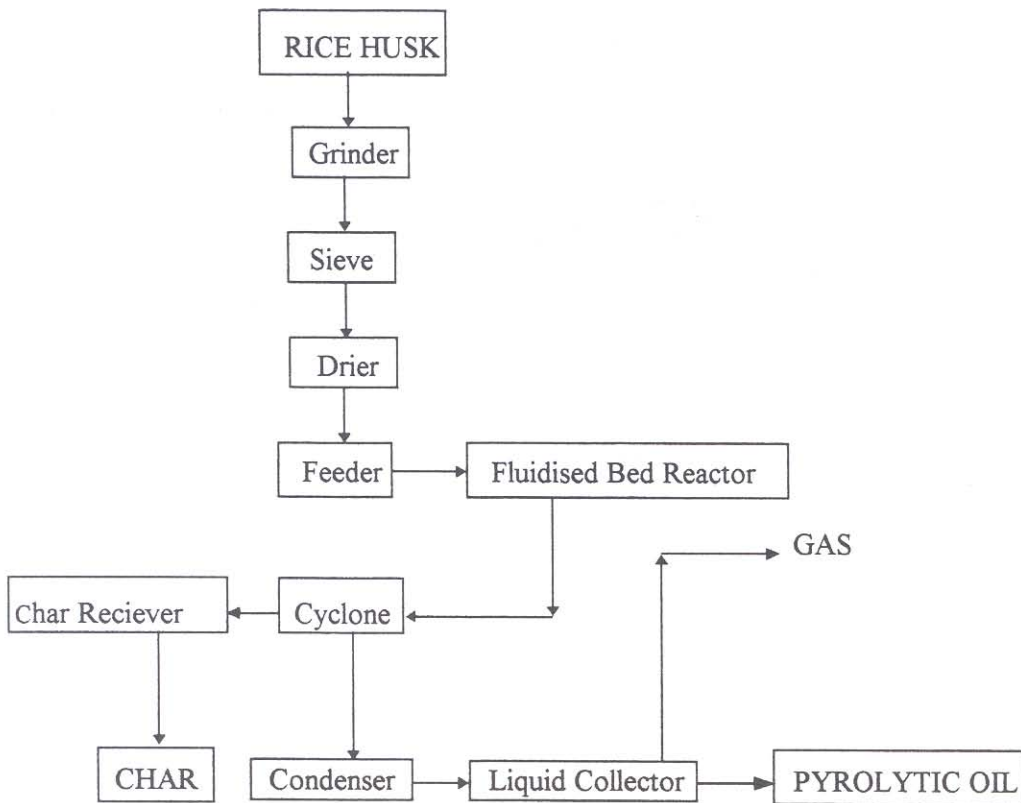 RICE HUSK
Grinder
Sieve
Drier
Feeder
Fluidised Bed Reactor
GAS
Char Reciever
Cyclone
CHAR
Condenser
Liquid Collector
PYROLYTIC OIL